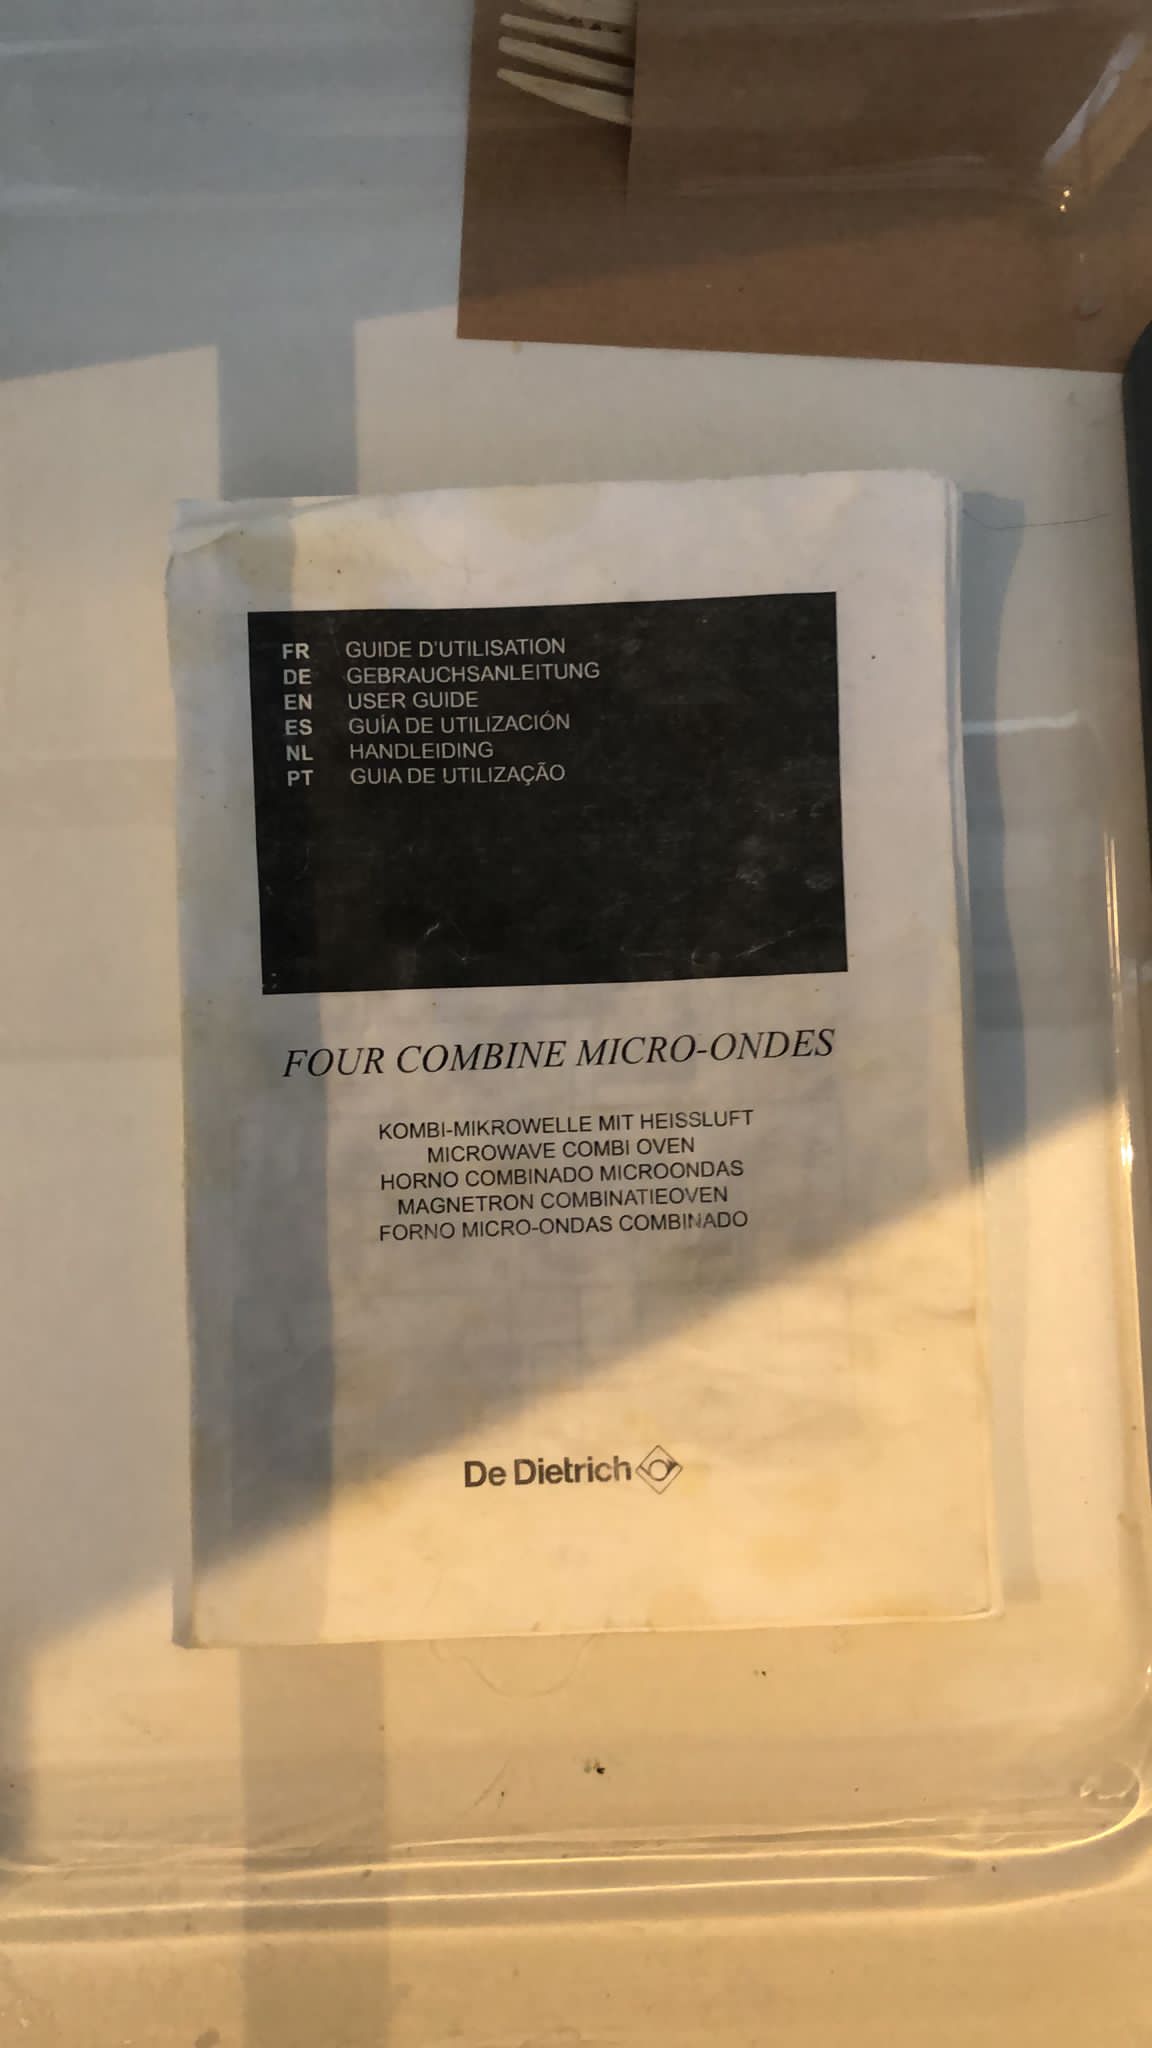 FR GUIDE D'UTILISATION
DE GEBRAUCHSANLEITUNG
EN USER GUIDE
ES GUÍA DE UTILIZACIÓN
NL HANDLEIDING
PT GUIA DE UTILIZAÇÃO
FOUR COMBINE MICRO-ONDES
KOMBI-MIKROWELLE MIT HEISSLUFT
MICROWAVE COMBI OVEN
HORNO COMBINADO MICROONDAS
MAGNETRON COMBINATIEOVEN
FORNO MICRO-ONDAS COMBINADO
De Dietrich